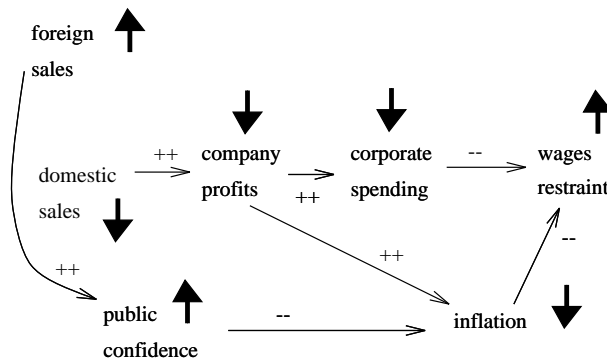 foreign
sales
++
company
profits
++
corporate
spending
--
wages
restraint
domestic
sales
++
--
++
public
confidence
--
inflation